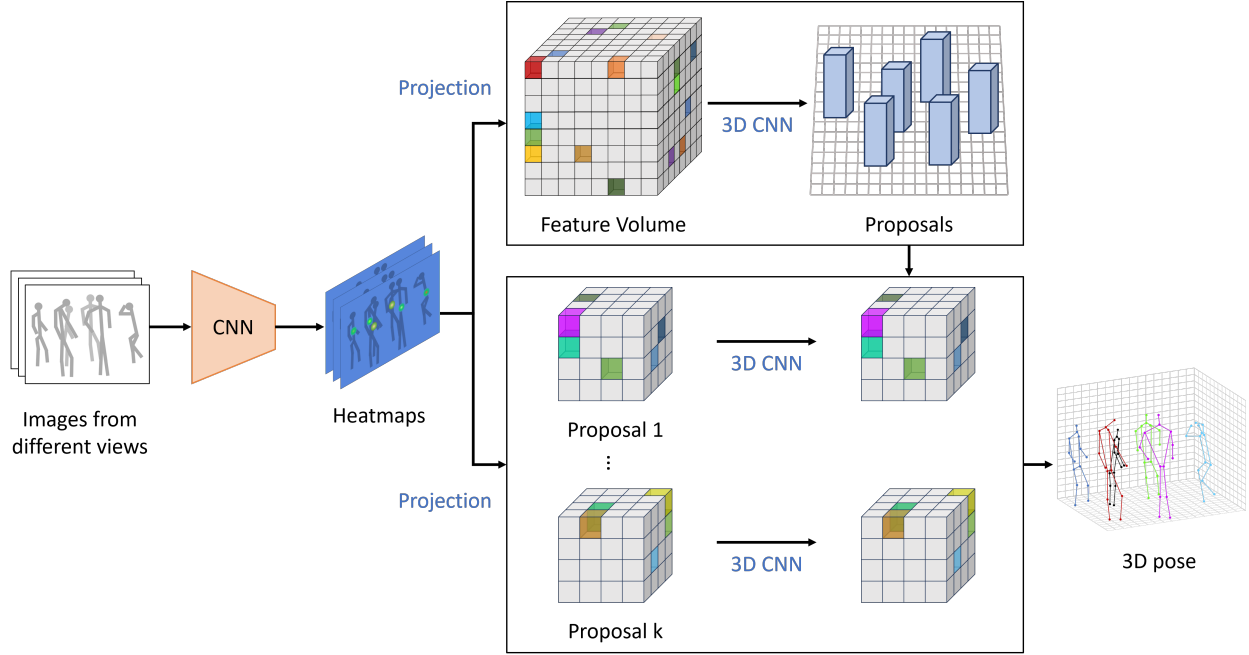 Projection
3D CNN
Feature Volume
Proposals
CNN
Images from
different views
Heatmaps
3D CNN
Proposal 1
...
Projection
3D CNN
Proposal k
3D pose